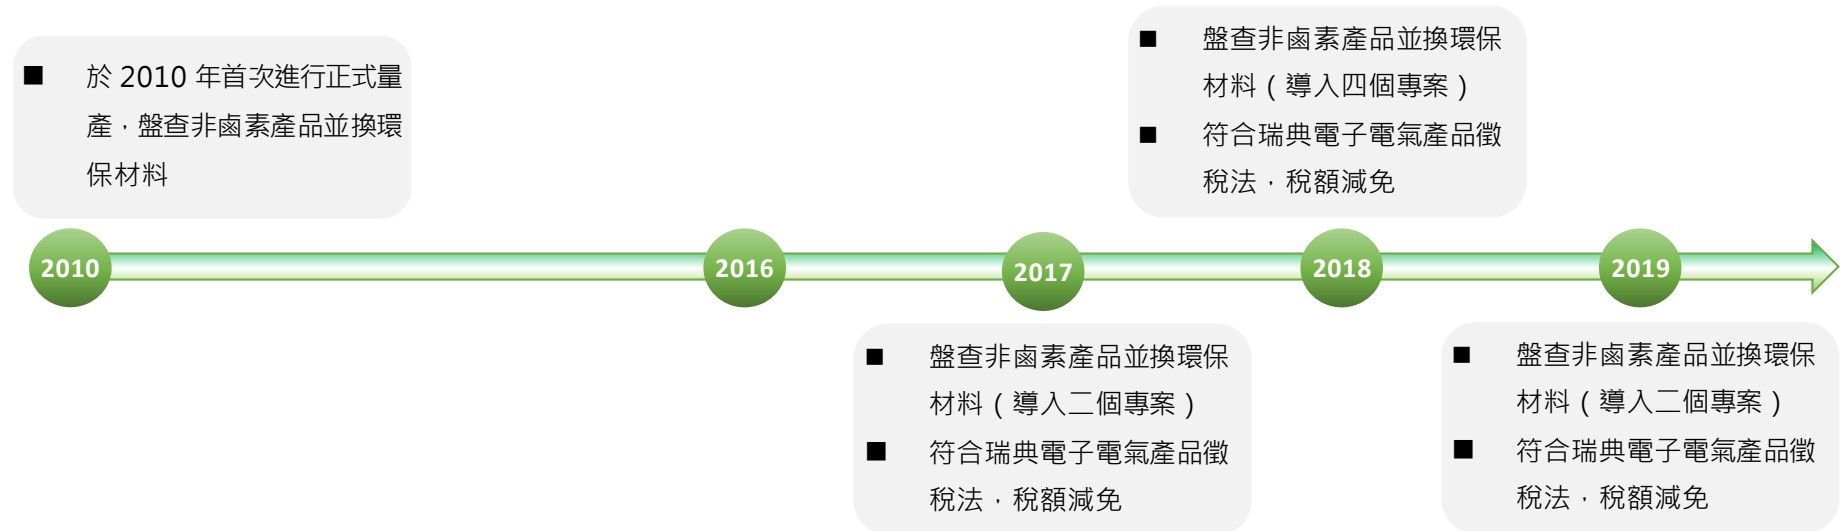 ■ 於 2010 年首次進行正式量
產，盤查非鹵素產品並換環
保材料
■ 盤查非鹵素產品並換環保
材料（導入四個專案）
■ 符合瑞典電子電氣產品徵
稅法，稅額減免
2010
2016
2017
2018
2019
■ 盤查非鹵素產品並換環保
材料（導入二個專案）
■ 符合瑞典電子電氣產品徵
稅法，稅額減免
■ 盤查非鹵素產品並換環保
材料（導入二個專案）
■ 符合瑞典電子電氣產品徵
稅法，稅額減免